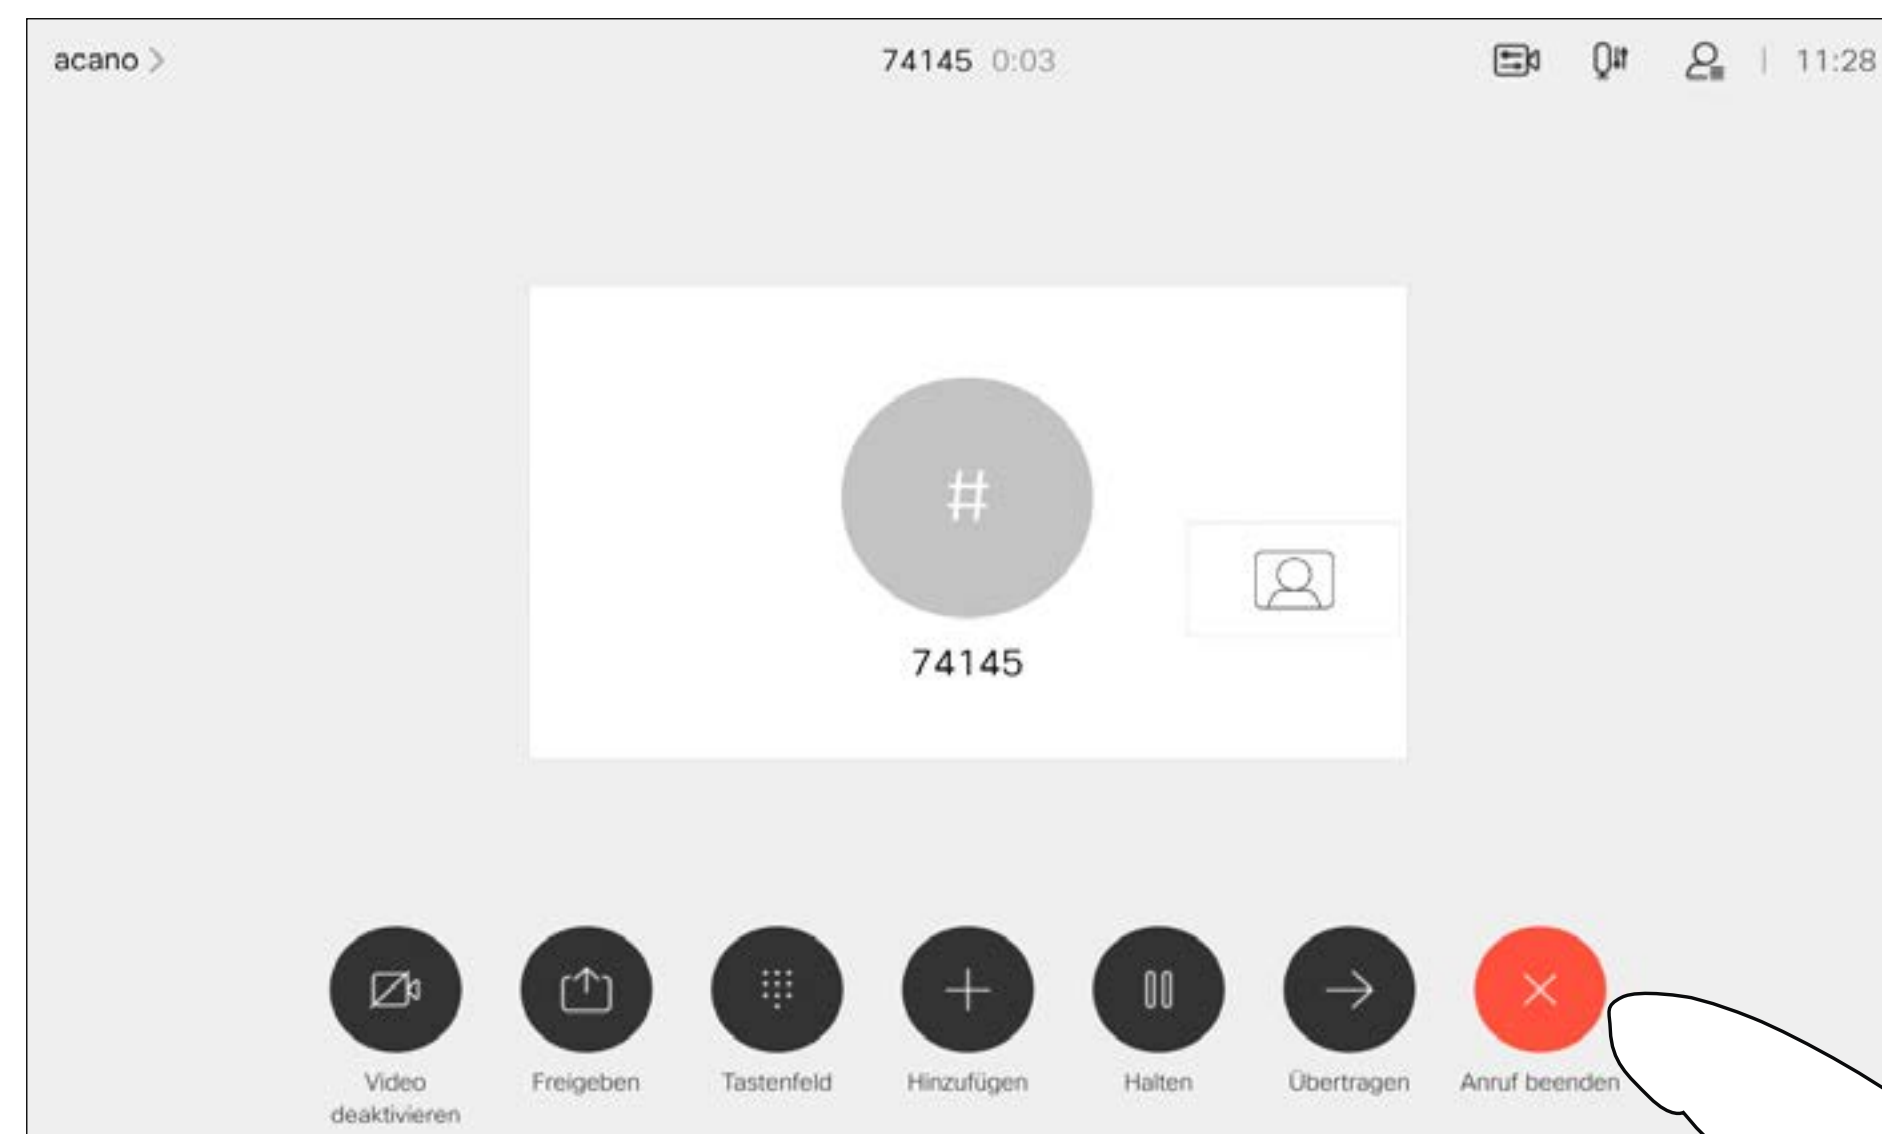 acano >
74145 0:03
11:28
#
74145
Video
deaktivieren
Freigeben
Tastenfeld
Hinzufügen
Halten
Übertragen
Anruf beenden